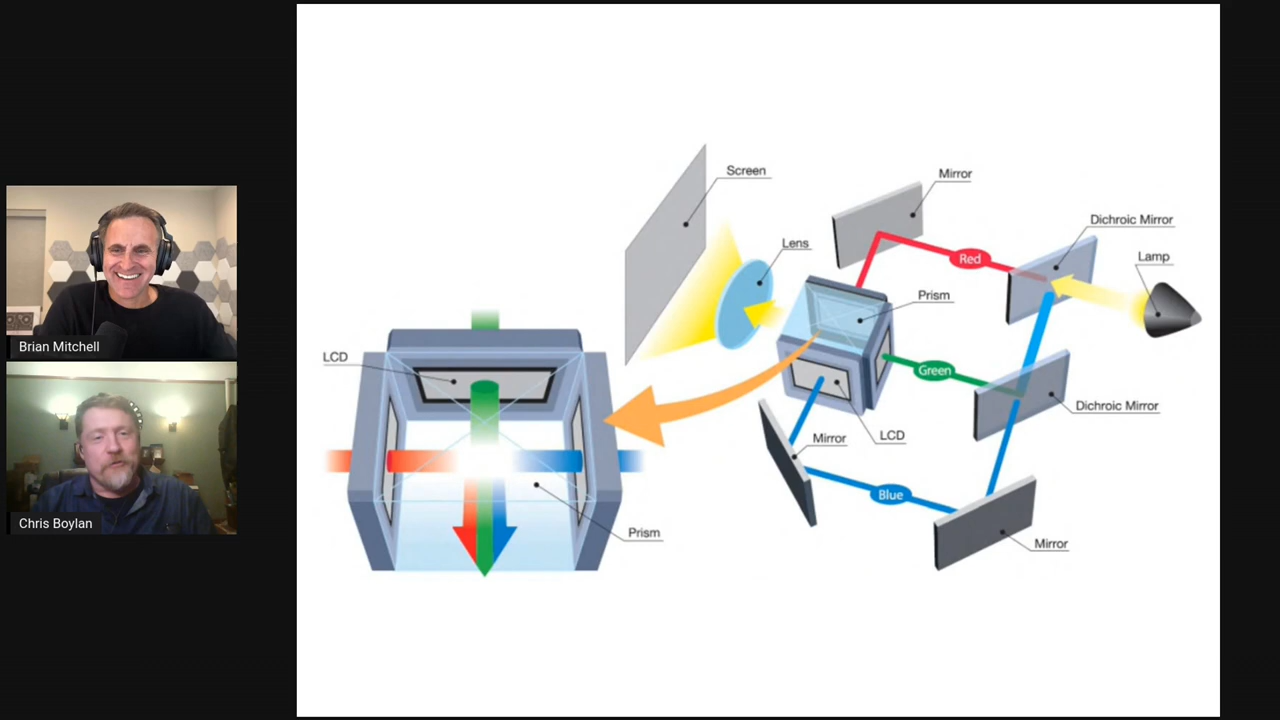 Brian Mitchell
Chris Boylan
Screen
Mirror
Dichroic Mirror
Lens
Red
Lamp
Prism
LCD
Green
Dichroic Mirror
Mirror
LCD
Blue
Prism
Mirror